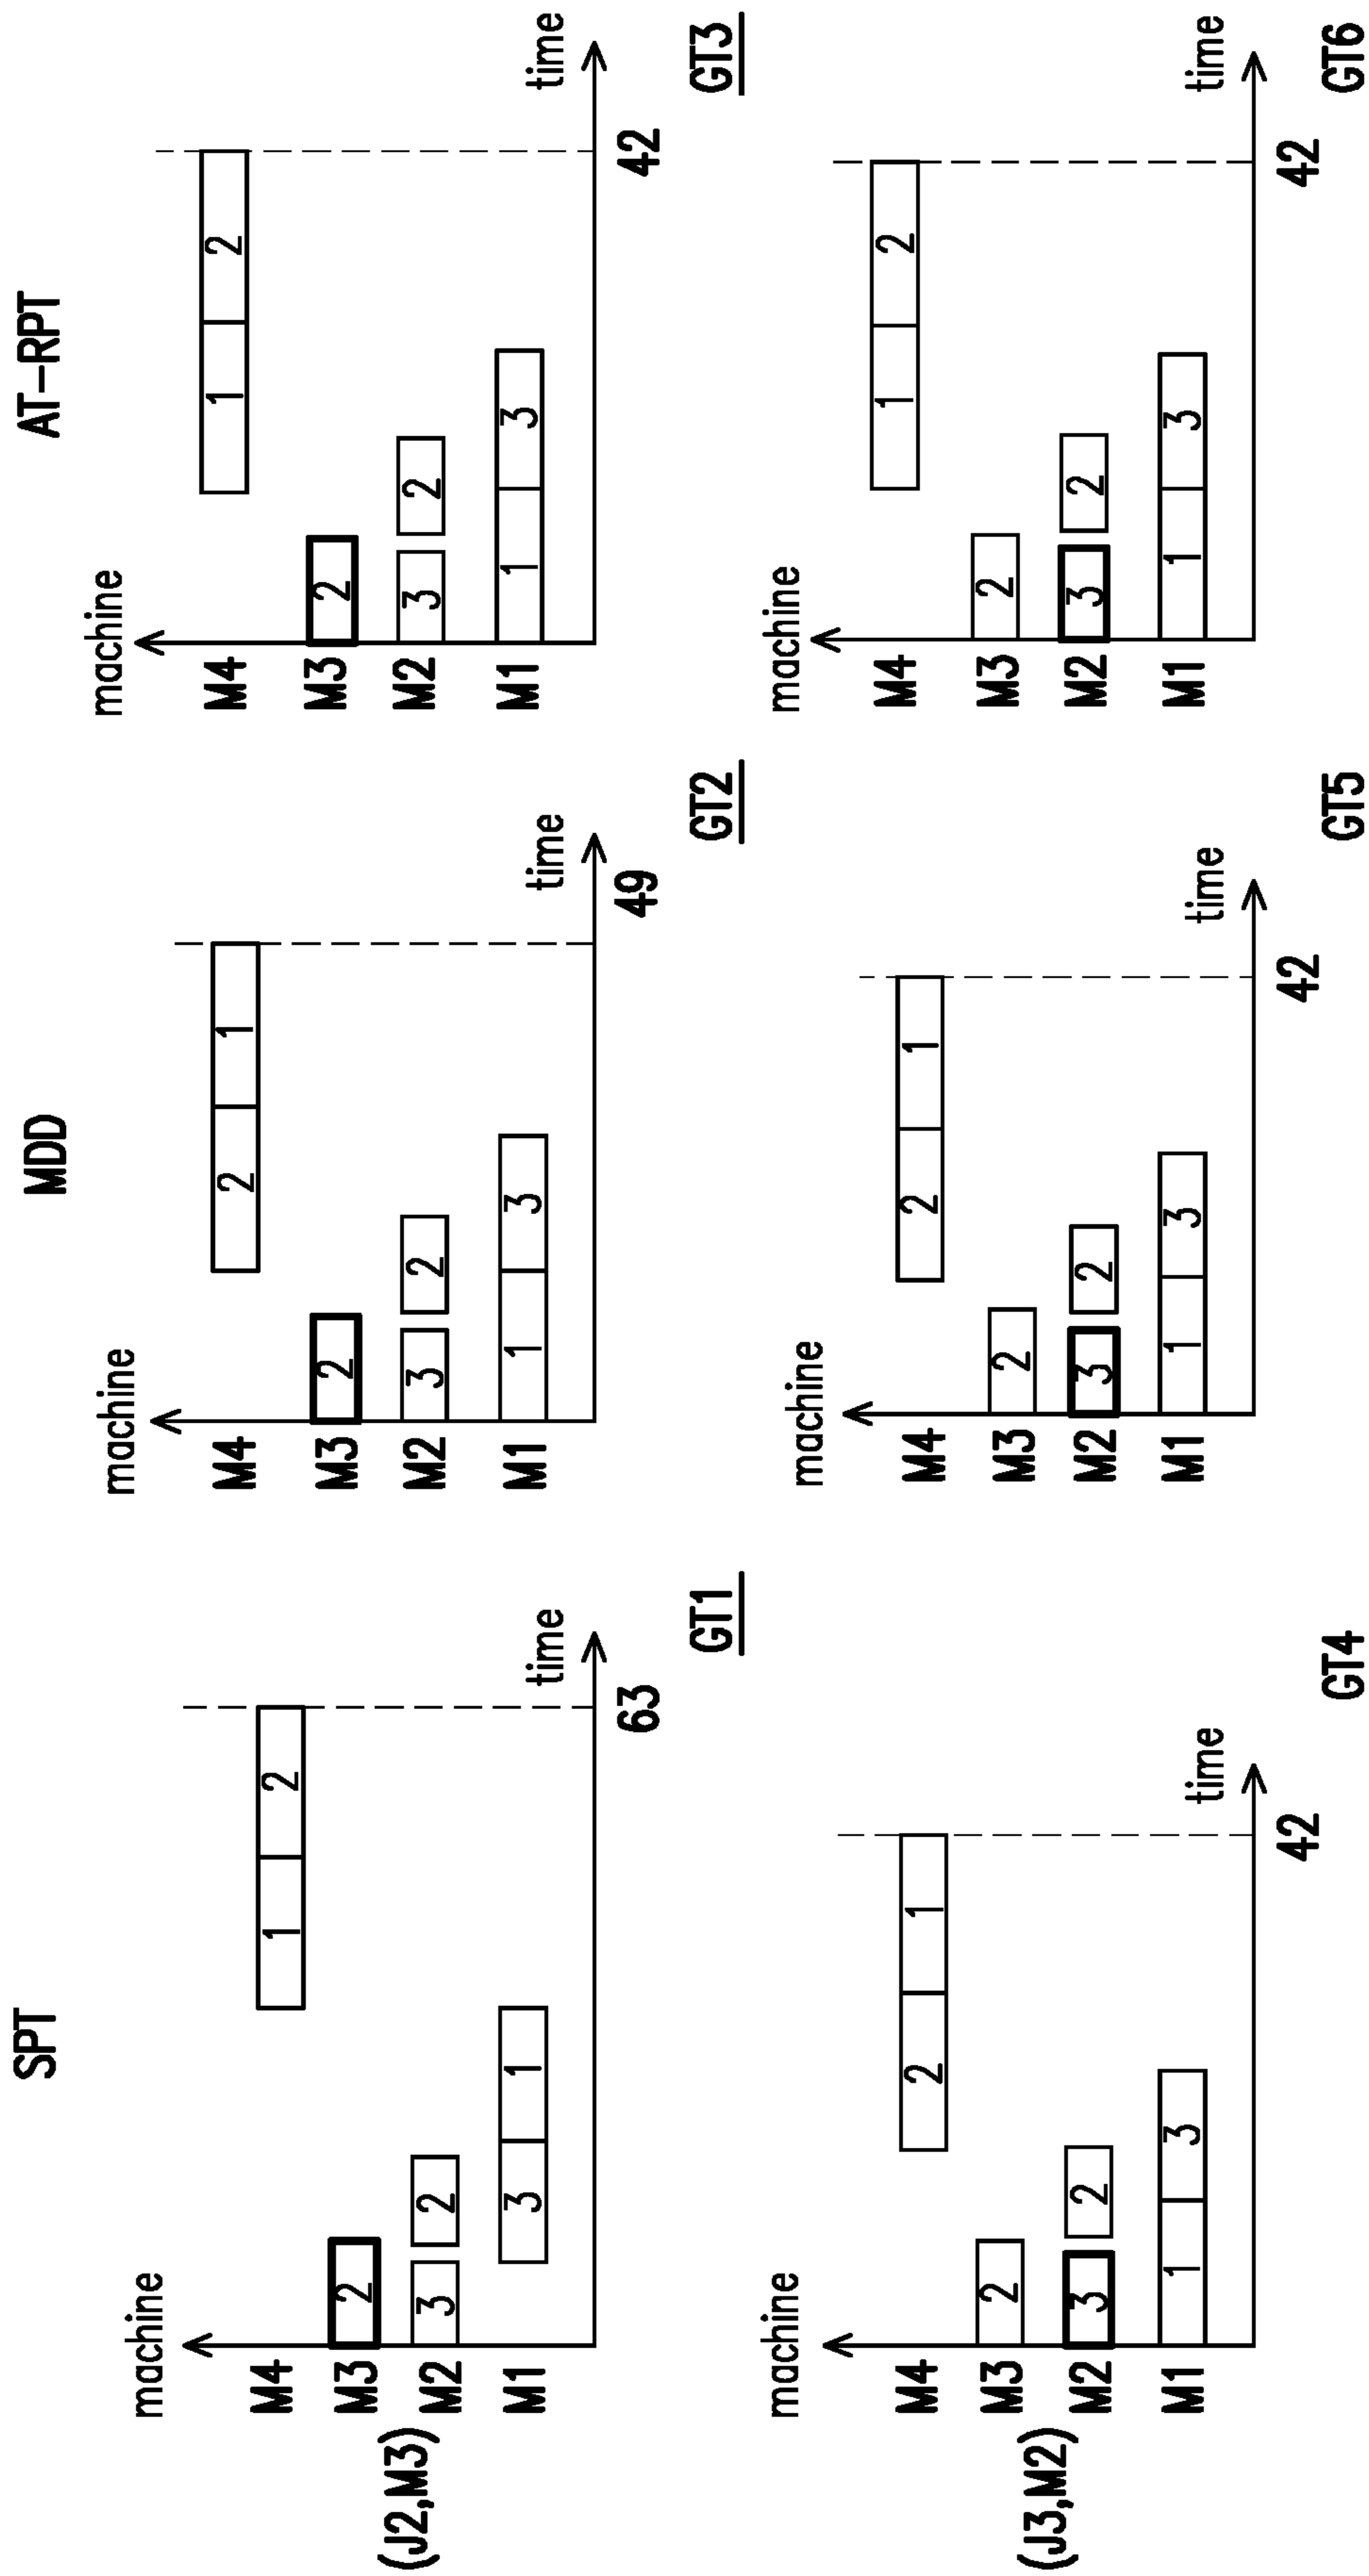 SPT MDD AT-RPT
(J2,M3)
machine
M4 1 2
M3 2
M2 3 2
M1 3 1
time
63
GT1
machine
M4 2 1
M3 2
M2 3 2
M1 1 3
time
49
GT2
machine
M4 1 2
M3 2
M2 3 2
M1 1 3
time
42
GT3
(J3,M2)
machine
M4 2 1
M3 2
M2 3 2
M1 1 3
time
42
GT4
machine
M4 2 1
M3 2
M2 3 2
M1 1 3
time
42
GT5
machine
M4 1 2
M3 2
M2 3 2
M1 1 3
time
42
GT6